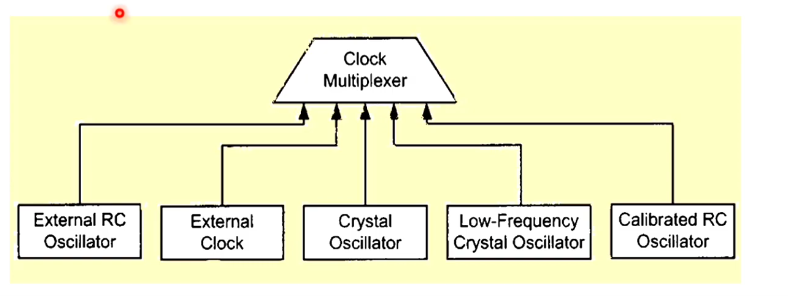 Clock
Multiplexer
External RC
Oscillator
External
Clock
Crystal
Oscillator
Low-Frequency
Crystal Oscillator
Calibrated RC
Oscillator